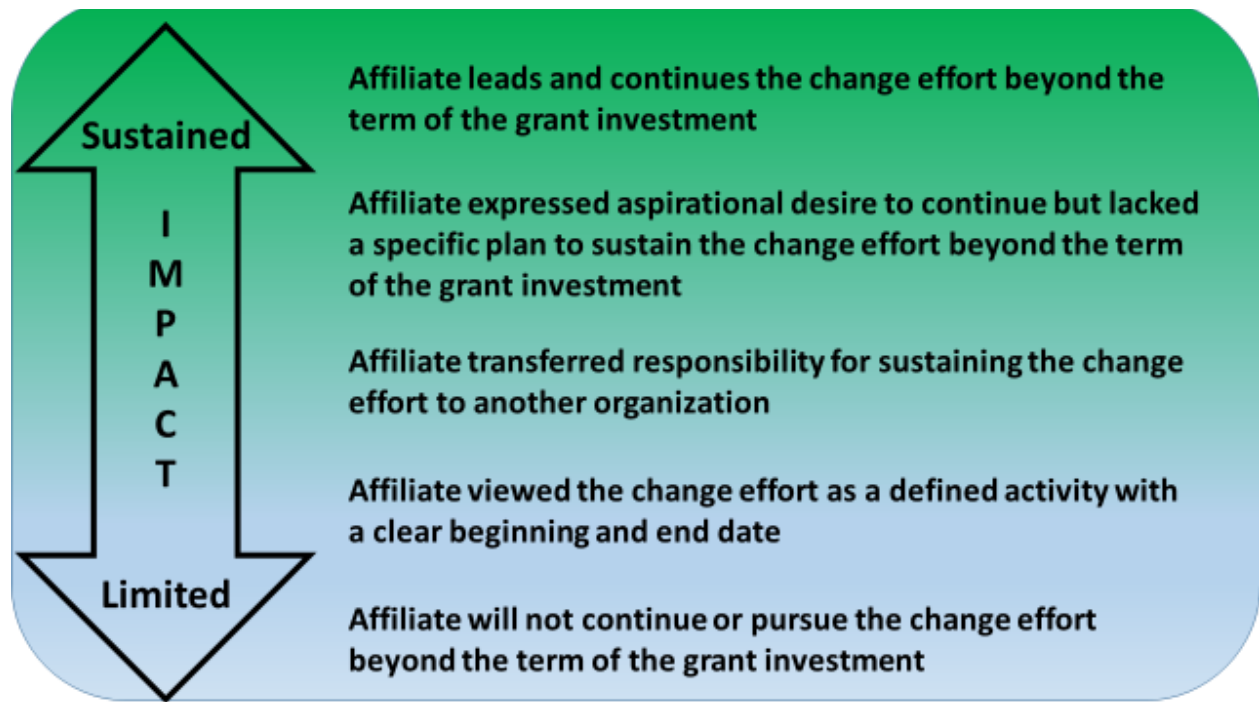 Sustained
I
M
P
A
C
T
Limited
Affiliate leads and continues the change effort beyond the
term of the grant investment
Affiliate expressed aspirational desire to continue but lacked
a specific plan to sustain the change effort beyond the term
of the grant investment
Affiliate transferred responsibility for sustaining the change
effort to another organization
Affiliate viewed the change effort as a defined activity with
a clear beginning and end date
Affiliate will not continue or pursue the change effort
beyond the term of the grant investment